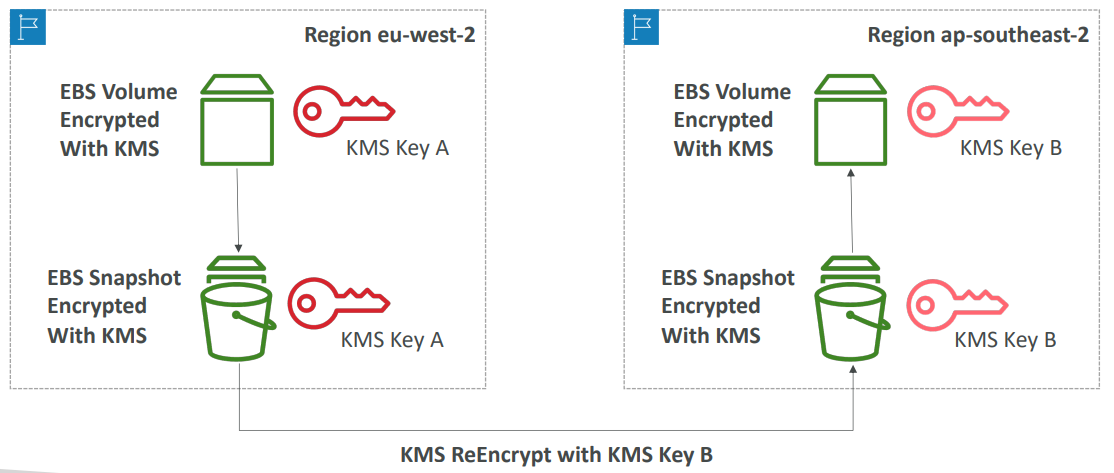 Region eu-west-2
EBS Volume
Encrypted
With KMS
KMS Key A
EBS Snapshot
Encrypted
With KMS
KMS Key A
Region ap-southeast-2
EBS Volume
Encrypted
With KMS
KMS Key B
EBS Snapshot
Encrypted
With KMS
KMS Key B
KMS ReEncrypt with KMS Key B